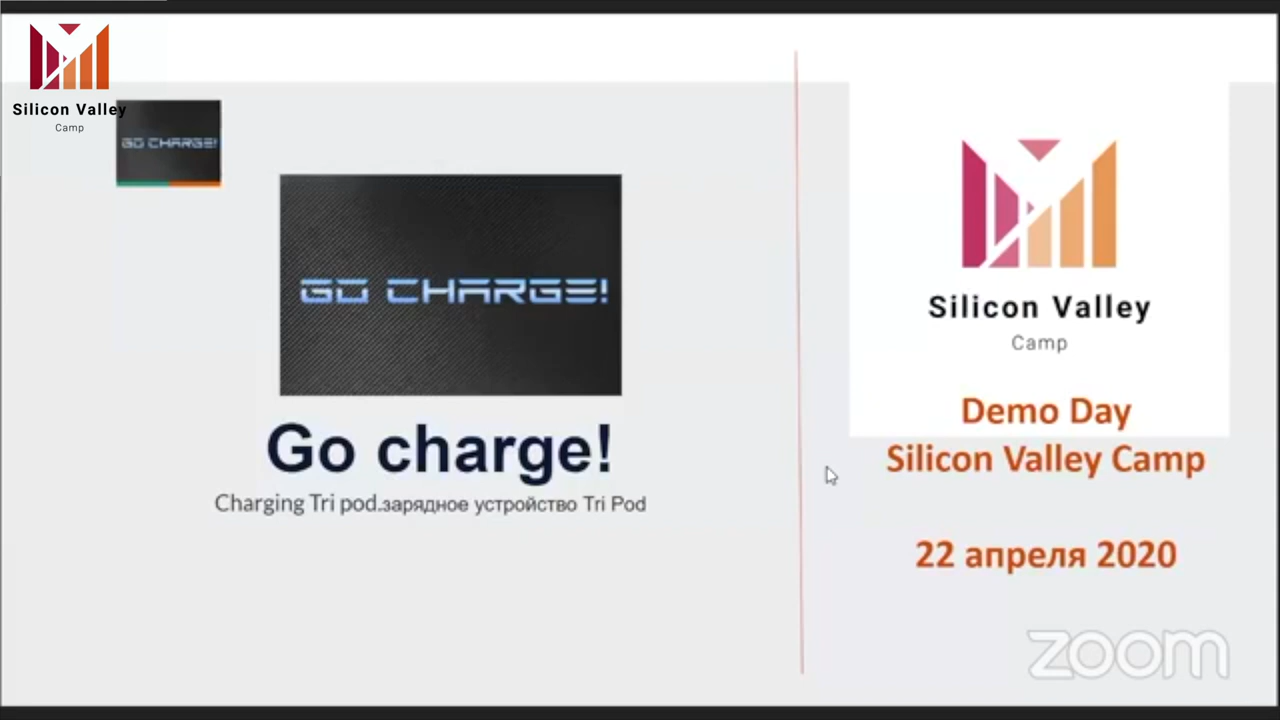 Silicon Valley
Camp
GO CHARGE!
GO CHARGE!
Go charge!
Charging Tri pod.зарядное устройство Tri Pod
Silicon Valley
Camp
Demo Day
Silicon Valley Camp
22 апреля 2020
zoom